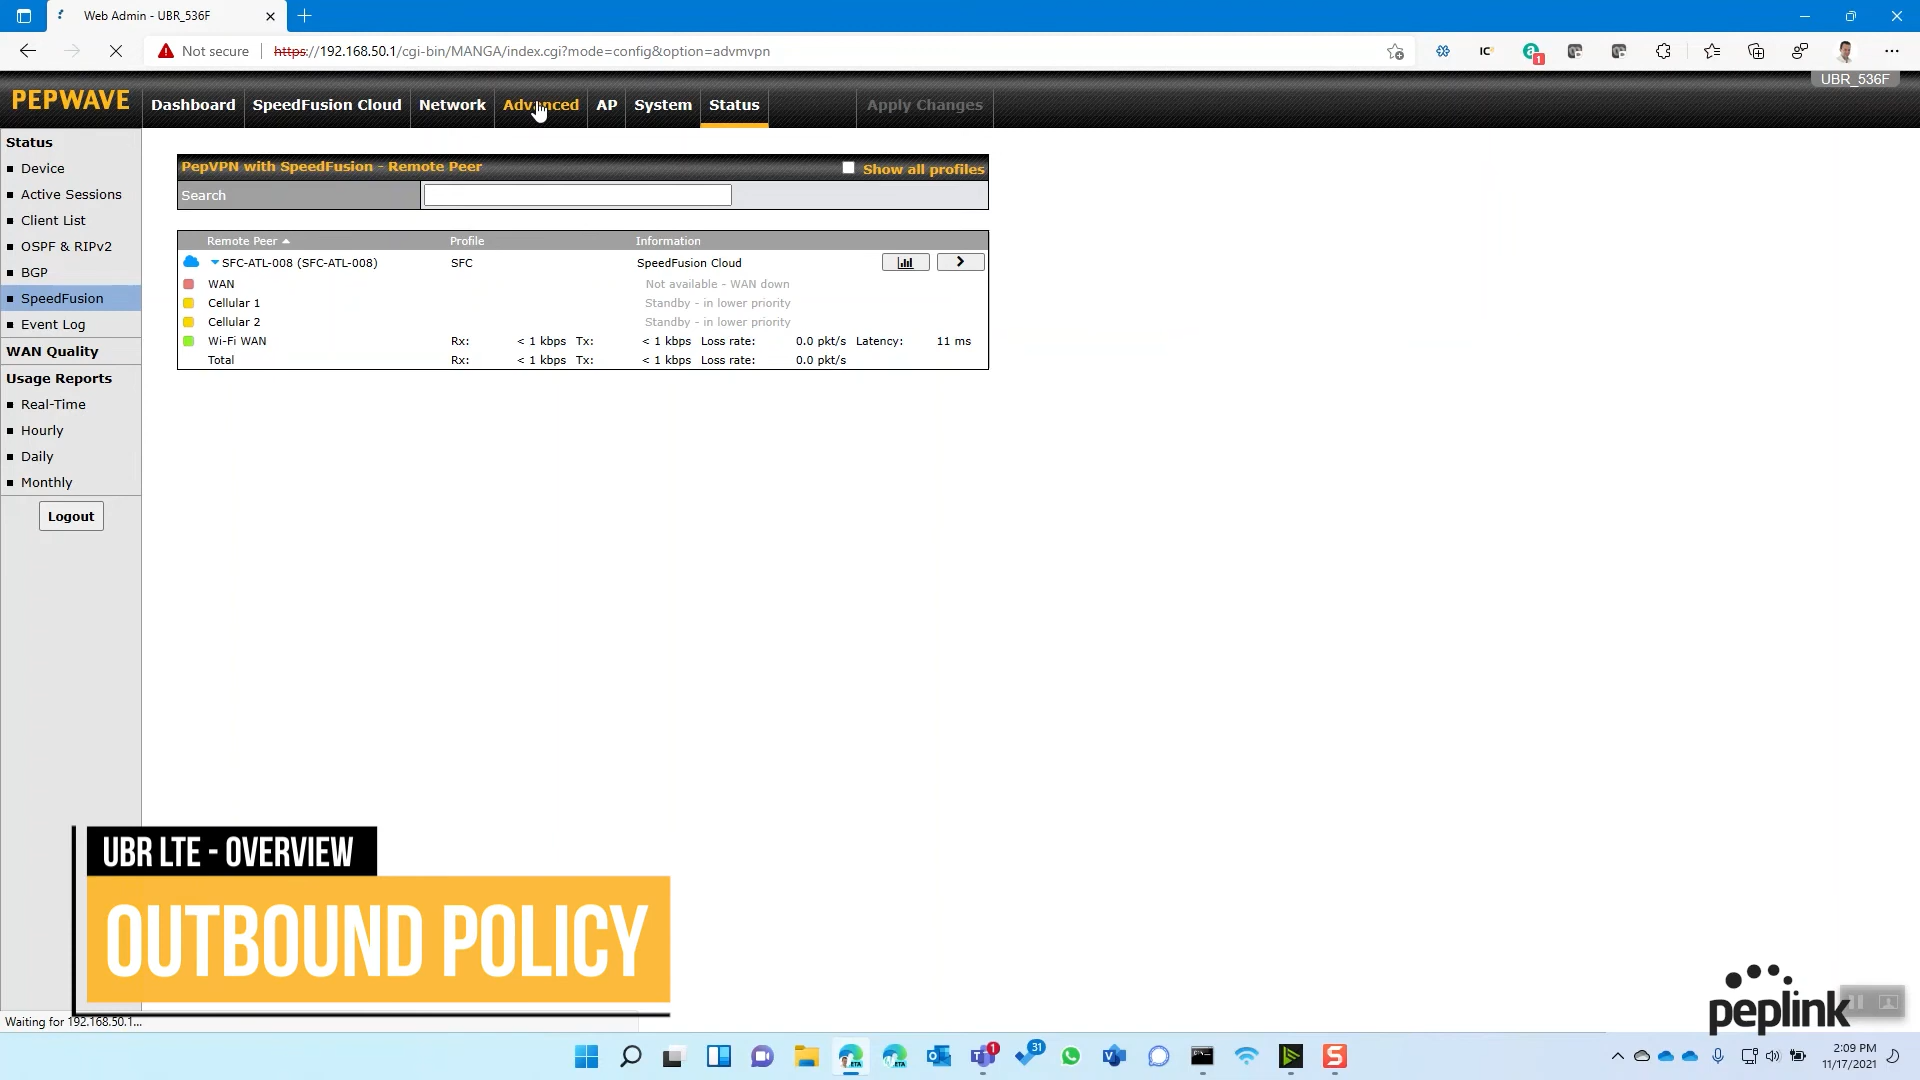 Web Admin - UBR_536F
Not secure https://192.168.50.1/cgi-bin/MANGA/index.cgi?mode=config&option=advmvpn
IC
1
UBR_536F
PEPWAVE Dashboard SpeedFusion Cloud Network Advanced AP System Status Apply Changes
Status
Device
Active Sessions
Client List
OSPF & RIPv2
BGP
SpeedFusion
Event Log
WAN Quality
Usage Reports
Real-Time
Hourly
Daily
Monthly
Logout
PepVPN with SpeedFusion - Remote Peer Show all profiles
Search
Remote Peer Profile Information
SFC-ATL-008 (SFC-ATL-008) SFC SpeedFusion Cloud
WAN Not available - WAN down
Cellular 1 Standby - in lower priority
Cellular 2 Standby - in lower priority
Wi-Fi WAN Rx: < 1 kbps Tx: < 1 kbps Loss rate: 0.0 pkt/s Latency: 11 ms
Total Rx: < 1 kbps Tx: < 1 kbps Loss rate: 0.0 pkt/s
UBR LTE - OVERVIEW
OUTBOUND POLICY
peplink
Waiting for 192.168.50.1...
1
31
2:09 PM
11/17/2021